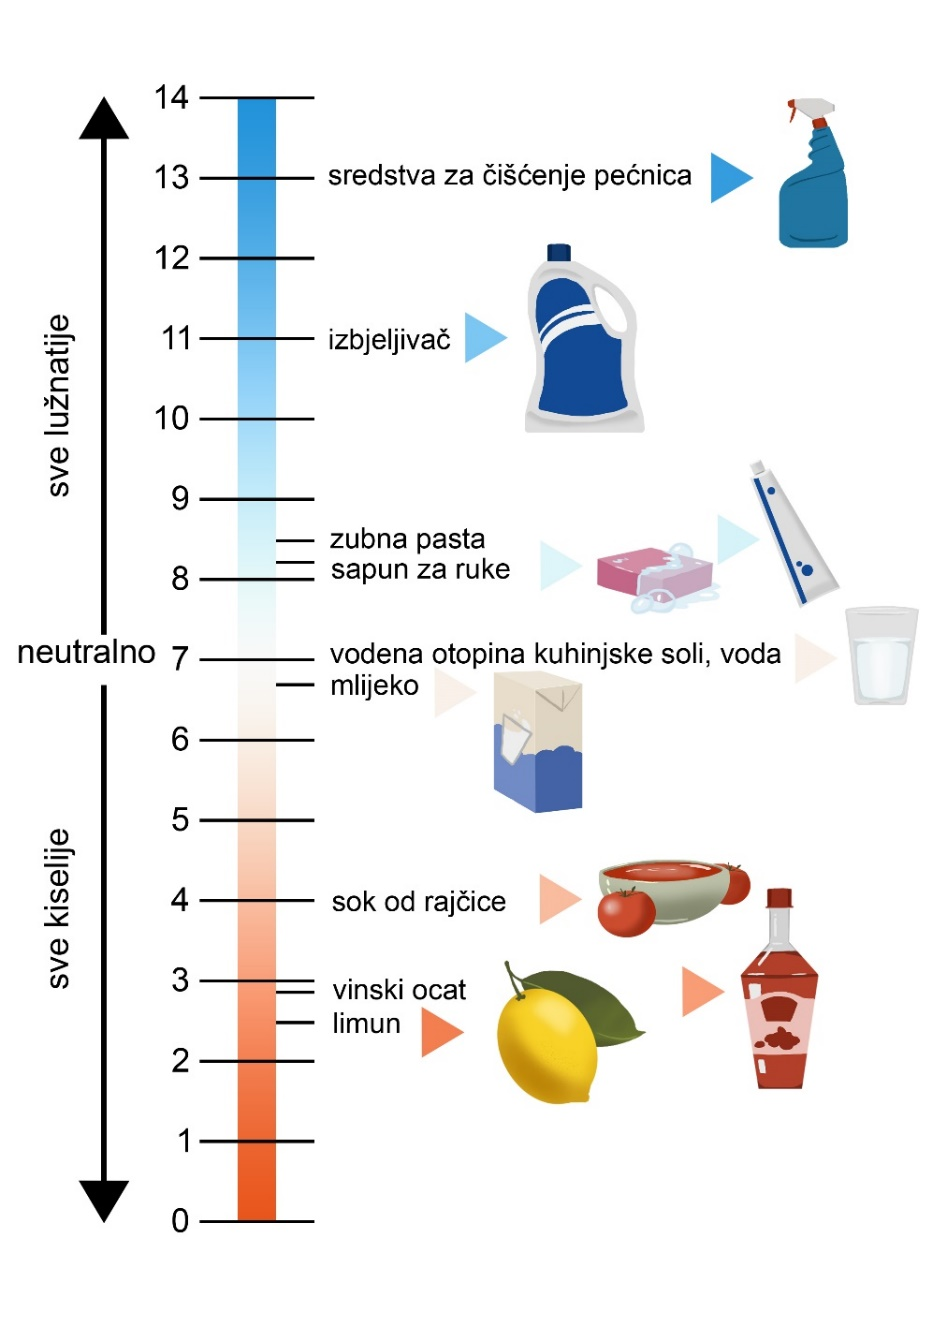 14
13
sredstva za čišćenje pećnica
12
11
izbjeljivač
10
9
zubna pasta
sapun za ruke
8
sve lužnatije
neutralno
7
vodena otopina kuhinjske soli, voda
mlijeko
6
5
4
sok od rajčice
sve kiselije
3
vinski ocat
limun
2
1
0